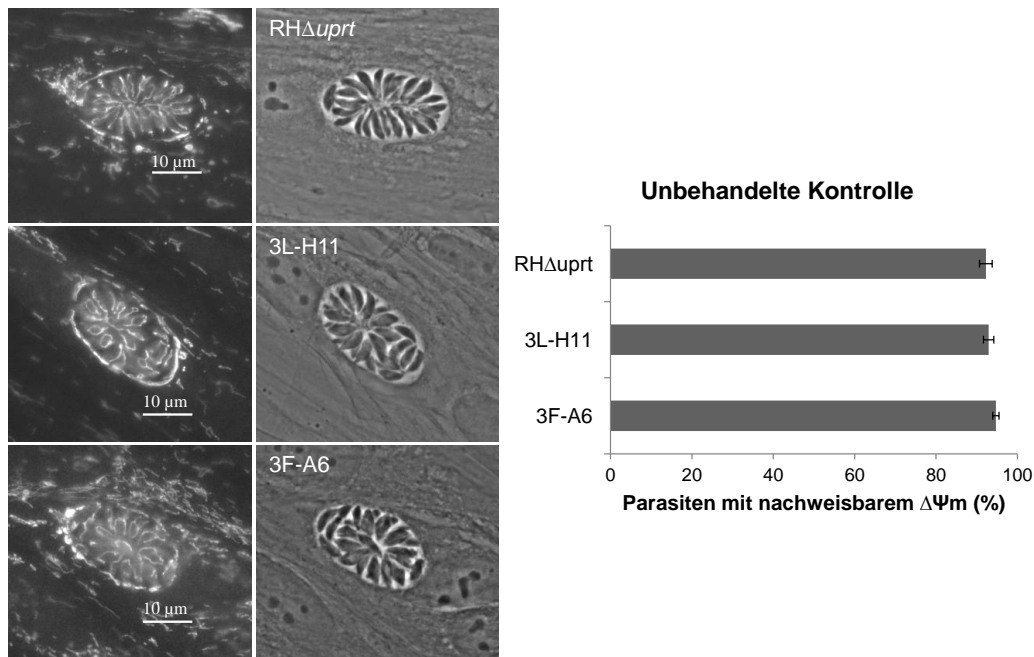 RHΔuprt
10 µm
3L-H11
10 µm
3F-A6
10 µm
Unbehandelte Kontrolle
RHΔuprt
3L-H11
3F-A6
0 20 40 60 80 100
Parasiten mit nachweisbarem ΔΨm (%)